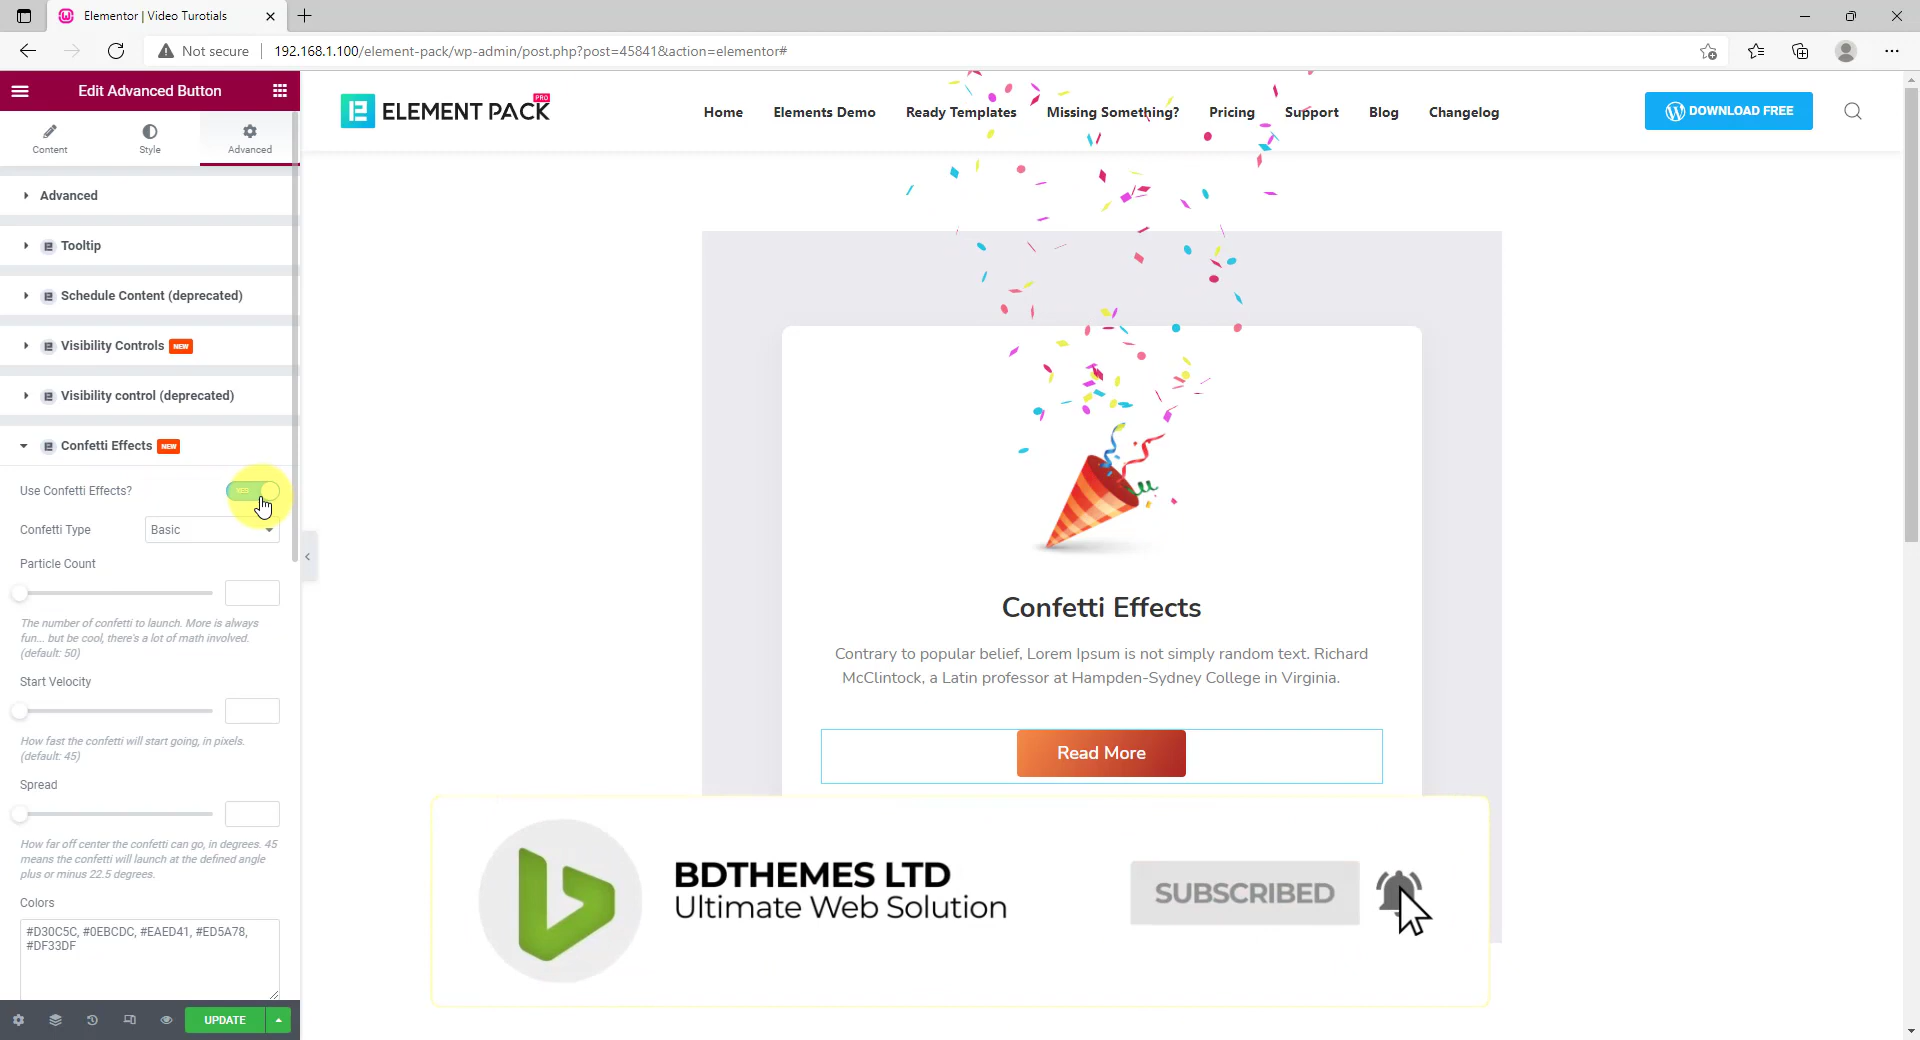 Elementor | Video Turotials
Not secure
192.168.1.100/element-pack/wp-admin/post.php?post=45841&action=elementor#
Edit Advanced Button
Content
Style
Advanced
Advanced
Tooltip
Schedule Content (deprecated)
Visibility Controls NEW
Visibility control (deprecated)
Confetti Effects NEW
Use Confetti Effects?
YES
Confetti Type
Basic
Particle Count
The number of confetti to launch. More is always
fun... but be cool, there's a lot of math involved.
(default: 50)
Start Velocity
How fast the confetti will start going, in pixels.
(default: 45)
Spread
How far off center the confetti can go, in degrees. 45
means the confetti will launch at the defined angle
plus or minus 22.5 degrees.
Colors
#D30C5C, #0EBCDC, #EAED41, #ED5A78,
#DF33DF
UPDATE
ELEMENT PACK PRO
Home
Elements Demo
Ready Templates
Missing Something?
Pricing
Support
Blog
Changelog
DOWNLOAD FREE
Confetti Effects
Contrary to popular belief, Lorem Ipsum is not simply random text. Richard
McClintock, a Latin professor at Hampden-Sydney College in Virginia.
Read More
BDTHEMES LTD
Ultimate Web Solution
SUBSCRIBED